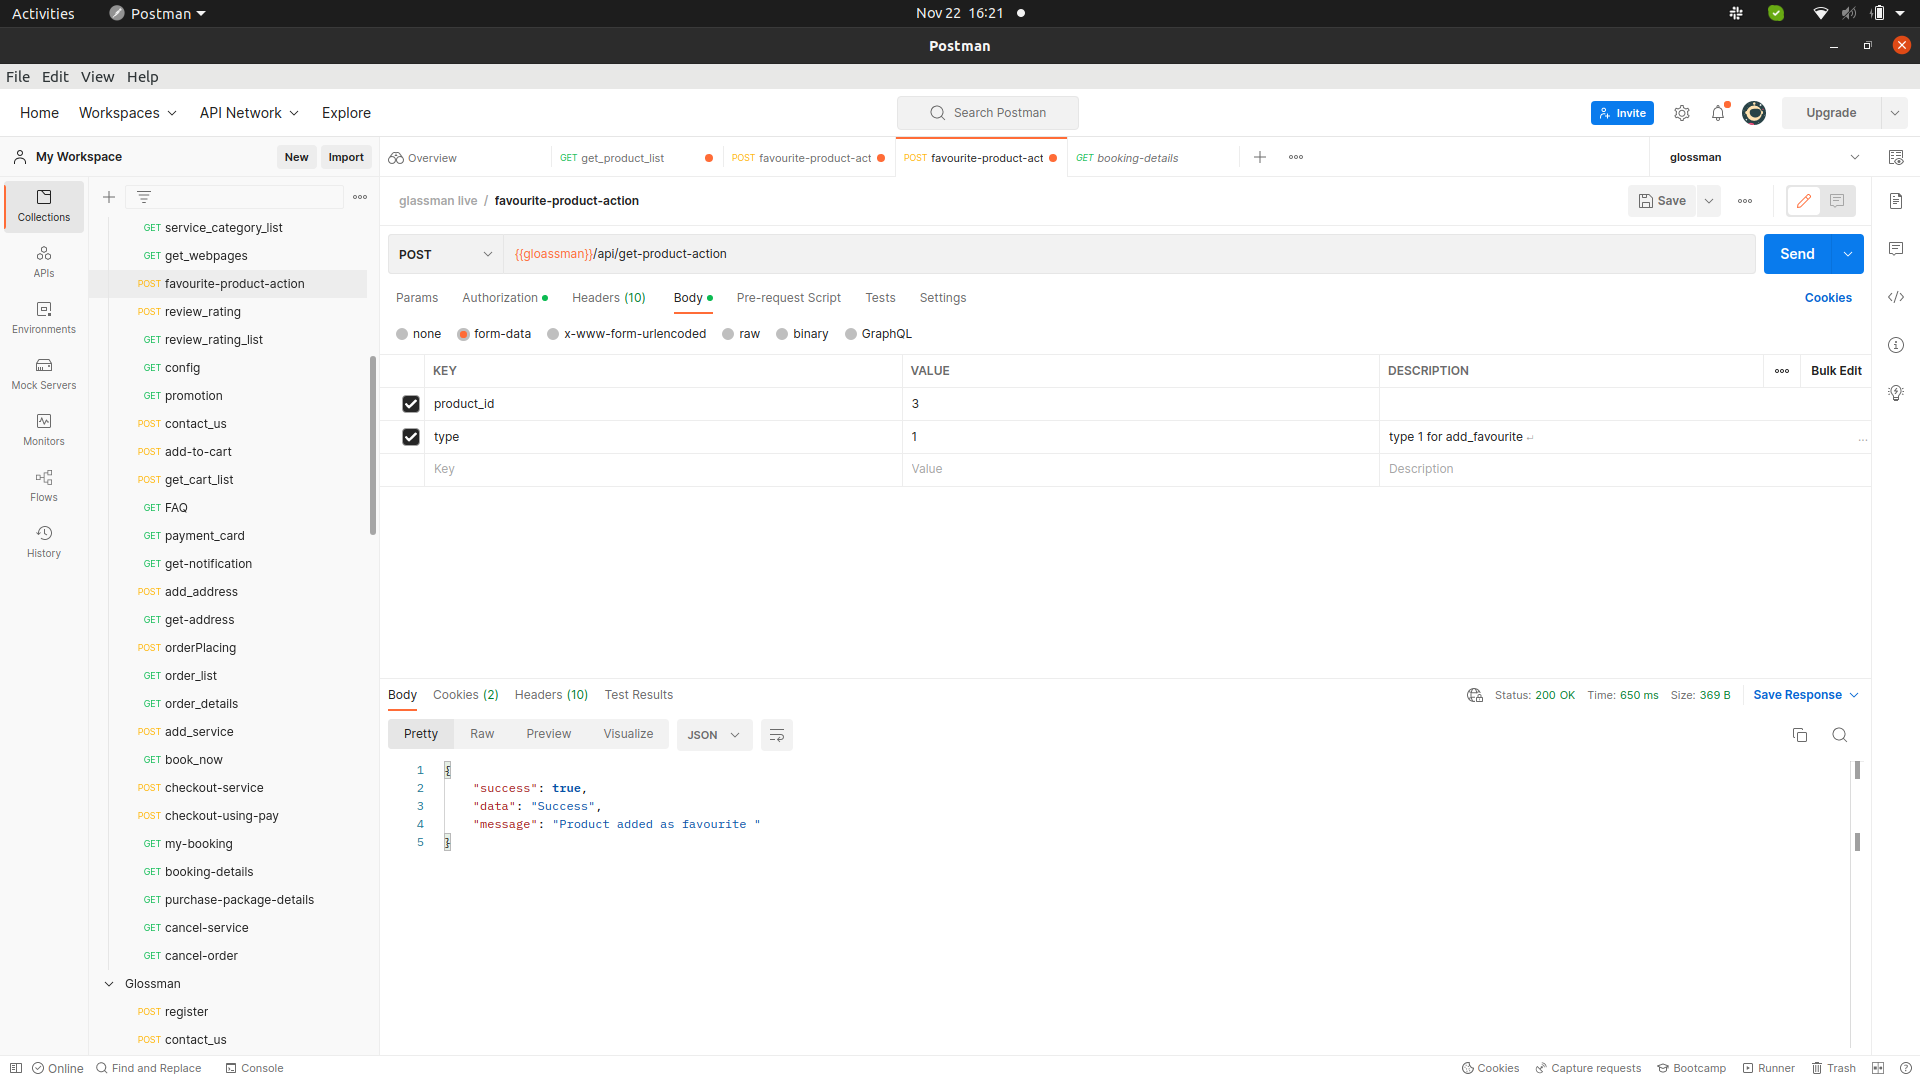 Activities
Postman
Nov 22 16:21
Postman
File Edit View Help
Home Workspaces API Network Explore
Search Postman
Invite
Upgrade
My Workspace
New Import
Overview
GET get_product_list
POST favourite-product-act
POST favourite-product-act
GET booking-details
glossman
Collections
APIs
Environments
Mock Servers
Monitors
Flows
History
GET service_category_list
GET get_webpages
POST favourite-product-action
POST review_rating
GET review_rating_list
GET config
GET promotion
POST contact_us
POST add-to-cart
GET get_cart_list
GET FAQ
GET payment_card
GET get-notification
POST add_address
GET get-address
POST orderPlacing
GET order_list
GET order_details
POST add_service
GET book_now
POST checkout-service
POST checkout-using-pay
GET my-booking
GET booking-details
GET purchase-package-details
GET cancel-service
GET cancel-order
Glossman
POST register
POST contact_us
glassman live / favourite-product-action
Save
POST
{{gloassman}}/api/get-product-action
Send
Params Authorization Headers (10) Body Pre-request Script Tests Settings
Cookies
none form-data x-www-form-urlencoded raw binary GraphQL
KEY VALUE DESCRIPTION
Bulk Edit
product_id 3
type 1 type 1 for add_favourite ...
Key Value Description
Body Cookies (2) Headers (10) Test Results
Status: 200 OK Time: 650 ms Size: 369 B
Save Response
Pretty Raw Preview Visualize
JSON
1 {
2 "success": true,
3 "data": "Success",
4 "message": "Product added as favourite "
5 }
Online Find and Replace Console
Cookies Capture requests Bootcamp Runner Trash